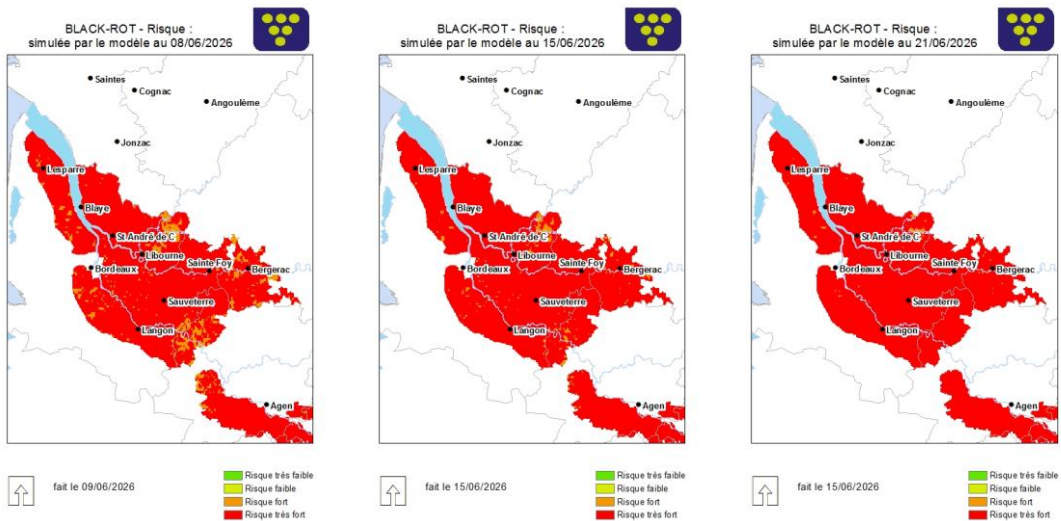 BLACK-ROT - Risque :
simulée par le modèle au 08/06/2026
Saintes
Cognac
Angoulême
Jonzac
Lesparre
Blaye
St André de C
Libourne
Sainte Foy
Bordeaux
Bergerac
Sauveterre
Langon
Agen
fait le 09/06/2026
Risque très faible
Risque faible
Risque fort
Risque très fort
BLACK-ROT - Risque :
simulée par le modèle au 15/06/2026
Saintes
Cognac
Angoulême
Jonzac
Lesparre
Blaye
St André de C
Libourne
Sainte Foy
Bordeaux
Bergerac
Sauveterre
Langon
Agen
fait le 15/06/2026
Risque très faible
Risque faible
Risque fort
Risque très fort
BLACK-ROT - Risque :
simulée par le modèle au 21/06/2026
Saintes
Cognac
Angoulême
Jonzac
Lesparre
Blaye
St André de C
Libourne
Sainte Foy
Bordeaux
Bergerac
Sauveterre
Langon
Agen
fait le 15/06/2026
Risque très faible
Risque faible
Risque fort
Risque très fort